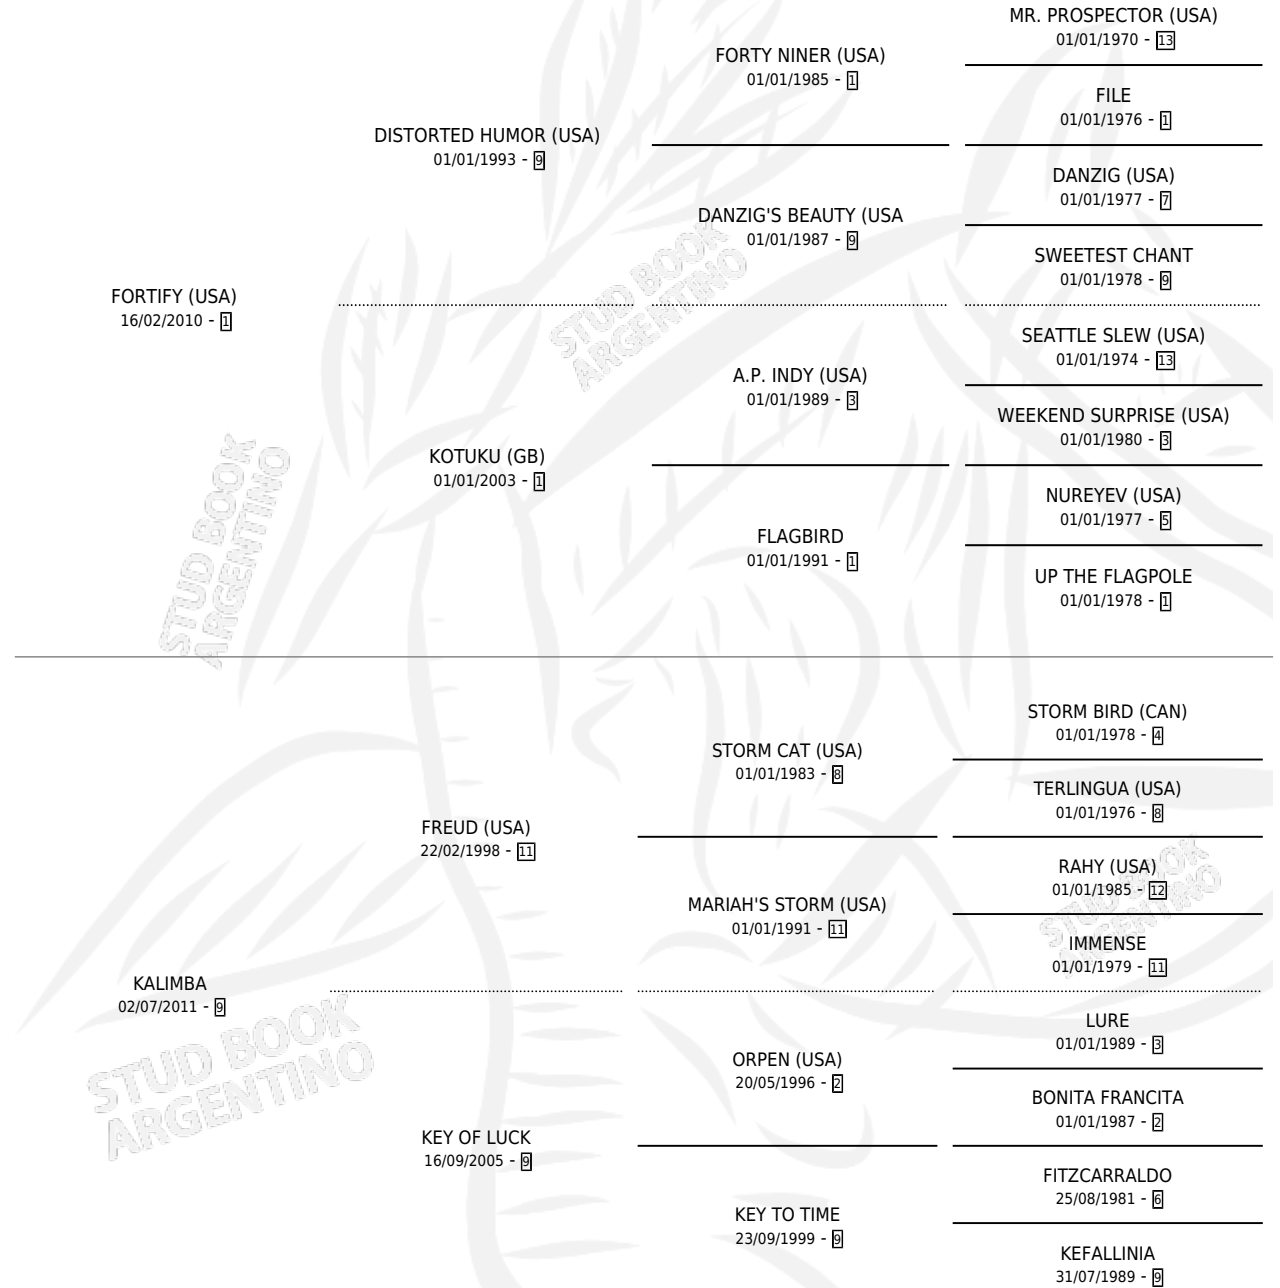 MR. PROSPECTOR (USA)
01/01/1970 - 13
FORTY NINER (USA)
01/01/1985 - 1
FILE
01/01/1976 - 1
DISTORTED HUMOR (USA)
01/01/1993 - 9
DANZIG (USA)
01/01/1977 - 7
DANZIG'S BEAUTY (USA
01/01/1987 - 9
SWEETEST CHANT
01/01/1978 - 9
FORTIFY (USA)
16/02/2010 - 1
STUD BOOK
ARGENTINO
SEATTLE SLEW (USA)
01/01/1974 - 13
A.P. INDY (USA)
01/01/1989 - 3
WEEKEND SURPRISE (USA)
01/01/1980 - 3
KOTUKU (GB)
01/01/2003 - 1
NUREYEV (USA)
01/01/1977 - 5
FLAGBIRD
01/01/1991 - 1
UP THE FLAGPOLE
01/01/1978 - 1
STUD BOOK
ARGENTINO
STORM BIRD (CAN)
01/01/1978 - 4
STORM CAT (USA)
01/01/1983 - 8
TERLINGUA (USA)
01/01/1976 - 8
FREUD (USA)
22/02/1998 - 11
RAHY (USA)
01/01/1985 - 12
MARIAH'S STORM (USA)
01/01/1991 - 11
IMMENSE
01/01/1979 - 11
STUD BOOK
ARGENTINO
KALIMBA
02/07/2011 - 9
LURE
01/01/1989 - 3
ORPEN (USA)
20/05/1996 - 2
BONITA FRANCITA
01/01/1987 - 2
STUD BOOK
ARGENTINO
KEY OF LUCK
16/09/2005 - 9
FITZCARRALDO
25/08/1981 - 6
KEY TO TIME
23/09/1999 - 9
KEFALLINIA
31/07/1989 - 9